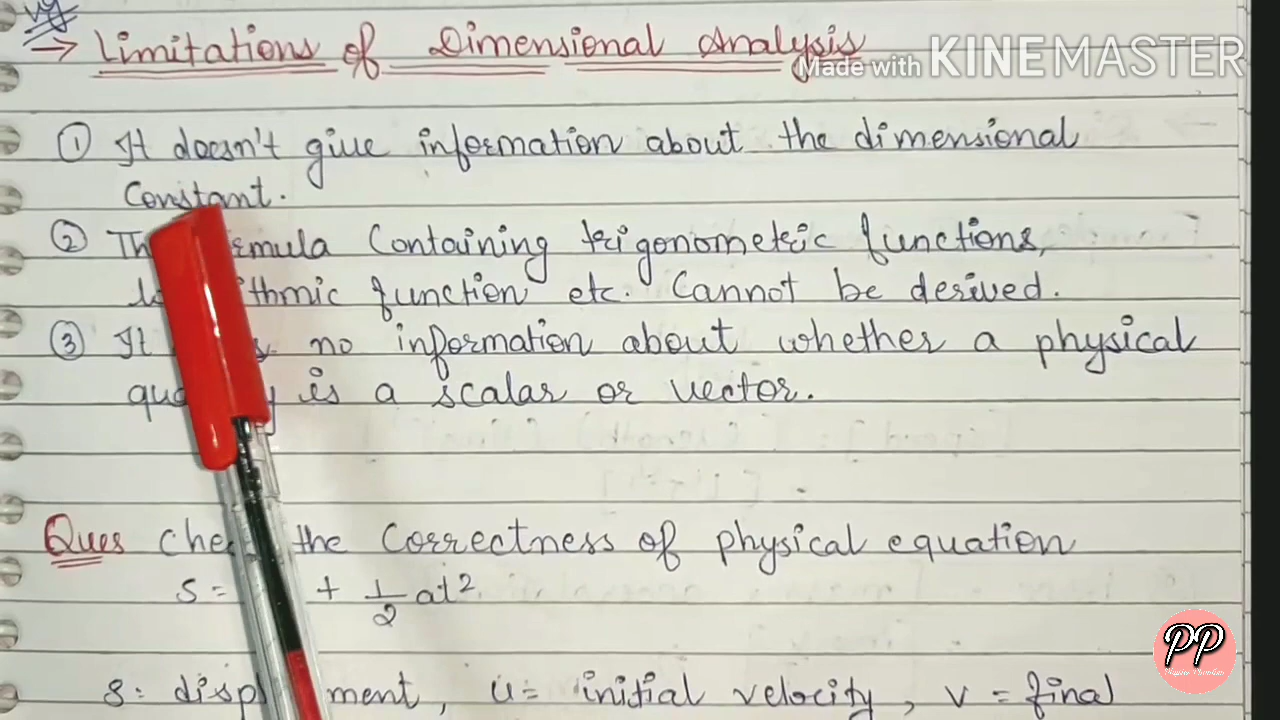 → Limitations of Dimensional Analysis
Made with KINEMASTER
① It doesn't give information about the dimensional
Constant.
② formula Containing trigonometric functions,
function etc. Cannot be derived.
③ It no information about whether a physical
is a scalar or vector.
Ques the Correctness of physical equation
S = + 1/2 at²
PP
S: , u = initial velocity, v = final